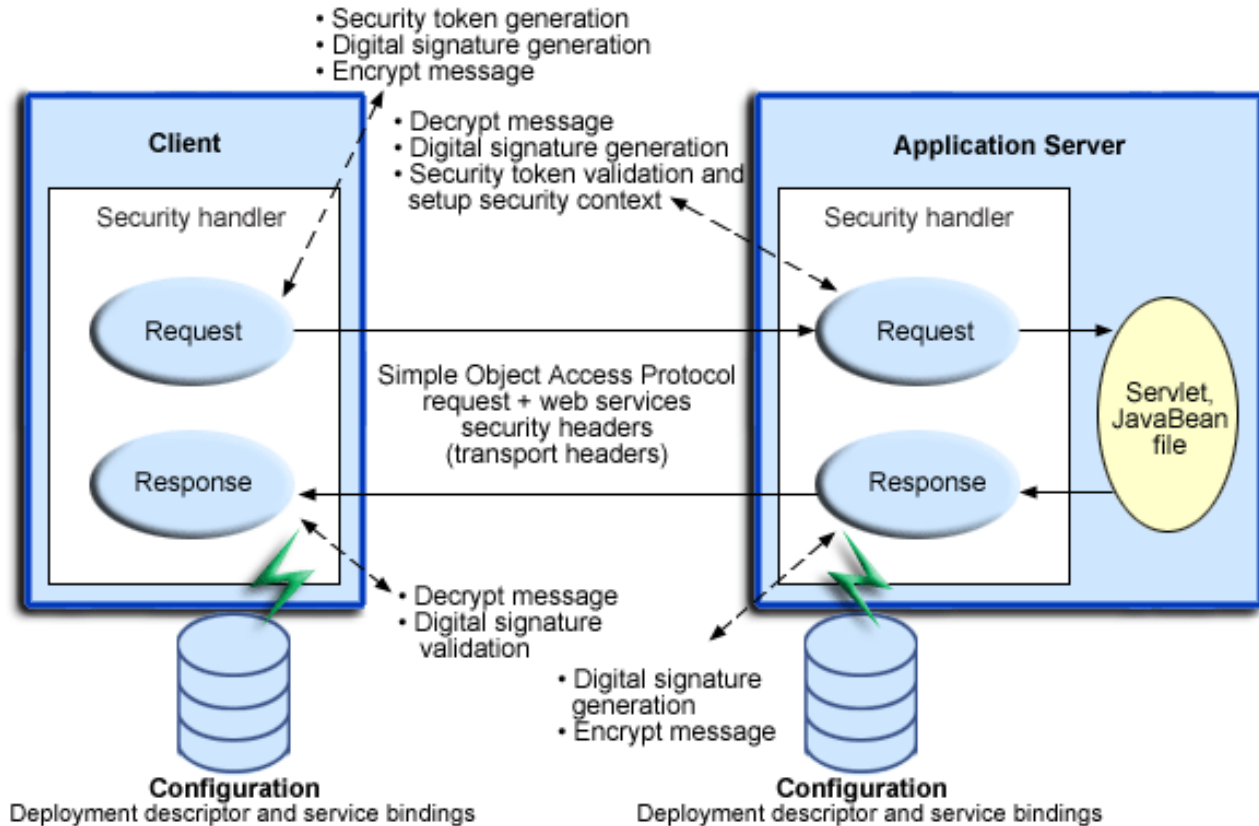 • Security token generation
• Digital signature generation
• Encrypt message
Client
• Decrypt message
• Digital signature generation
• Security token validation and
setup security context
Application Server
Security handler
Security handler
Request
Request
Simple Object Access Protocol
request + web services
security headers
(transport headers)
Servlet,
JavaBean
file
Response
Response
• Decrypt message
• Digital signature
validation
• Digital signature
generation
• Encrypt message
Configuration
Deployment descriptor and service bindings
Configuration
Deployment descriptor and service bindings